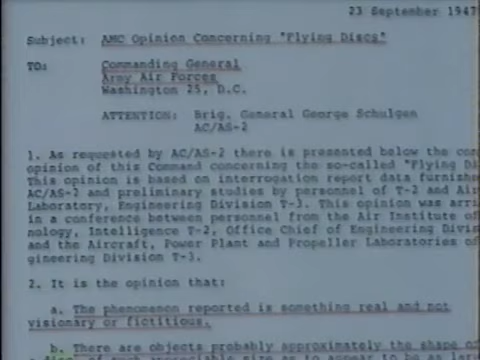 23 September 1947
Subject: AMC Opinion Concerning "Flying Discs"
TO: Commanding General
Army Air Forces
Washington 25, D.C.
ATTENTION: Brig. General George Schulgen
AC/AS-2
1. As requested by AC/AS-2 there is presented below the con
opinion of this Command concerning the so-called "Flying Di
This opinion is based on interrogation report data furnishe
AC/AS-2 and preliminary studies by personnel of T-2 and Air
Laboratory, Engineering Division T-3. This opinion was arri
in a conference between personnel from the Air Institute of
nology, Intelligence T-2, Office Chief of Engineering Divis
and the Aircraft, Power Plant and Propeller Laboratories of
gineering Division T-3.
2. It is the opinion that:
a. The phenomenon reported is something real and not
visionary or fictitious.
b. There are objects probably approximately the shape of